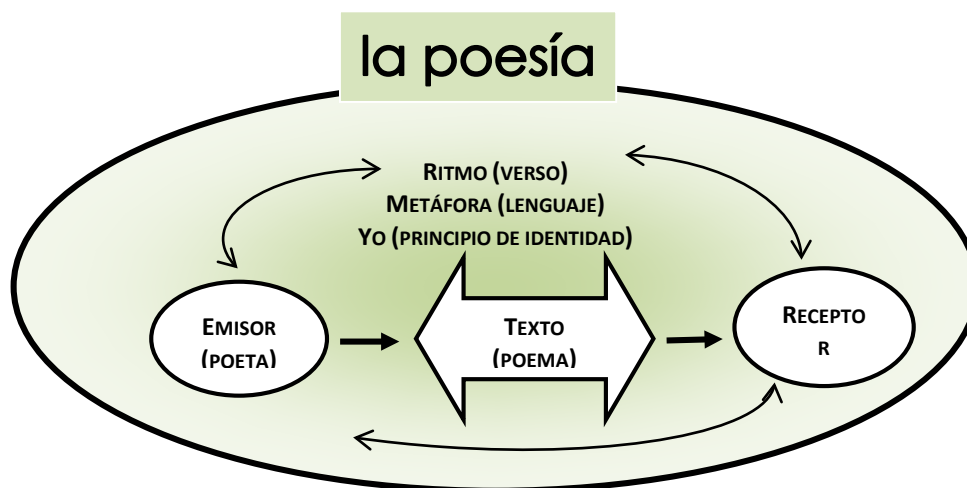 la poesía
RITMO (VERSO)
METÁFORA (LENGUAJE)
YO (PRINCIPIO DE IDENTIDAD)
EMISOR
(POETA)
TEXTO
(POEMA)
RECEPTO
R